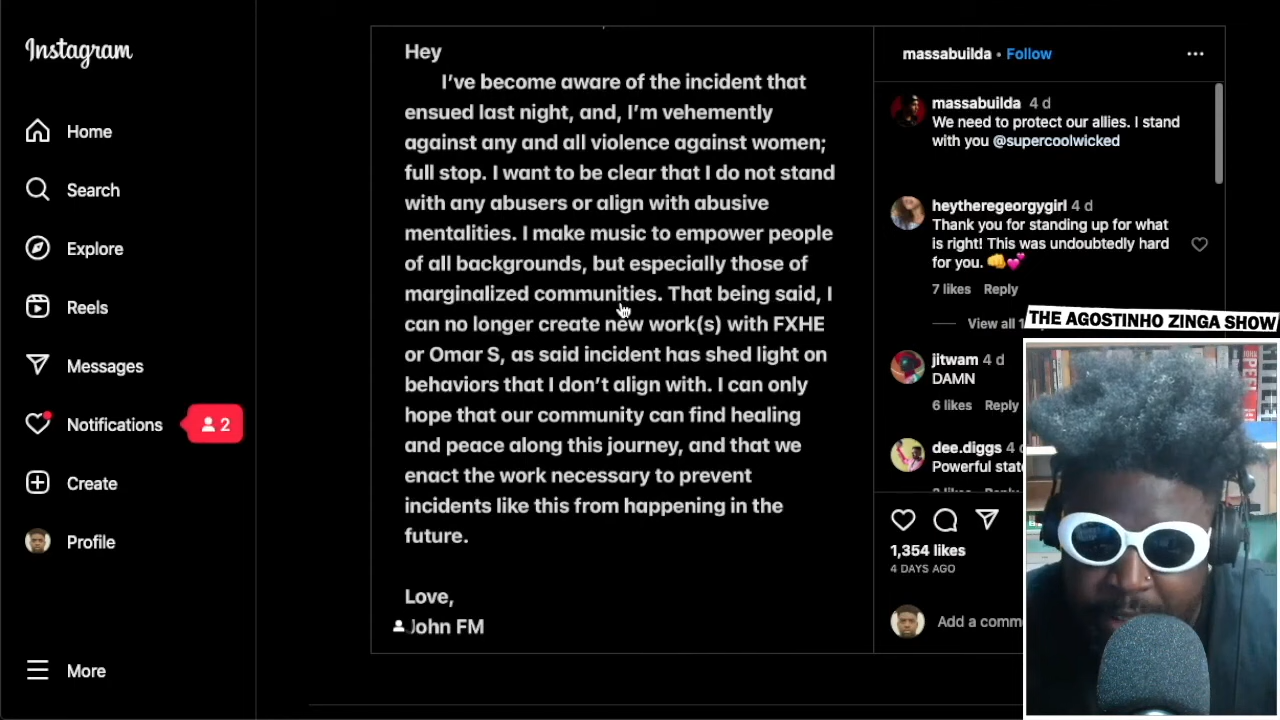 Instagram
Home
Search
Explore
Reels
Messages
Notifications
2
Create
Profile
More
Hey
I've become aware of the incident that
ensued last night, and, I'm vehemently
against any and all violence against women;
full stop. I want to be clear that I do not stand
with any abusers or align with abusive
mentalities. I make music to empower people
of all backgrounds, but especially those of
marginalized communities. That being said, I
can no longer create new work(s) with FXHE
or Omar S, as said incident has shed light on
behaviors that I don't align with. I can only
hope that our community can find healing
and peace along this journey, and that we
enact the work necessary to prevent
incidents like this from happening in the
future.
Love,
John FM
massabuilda • Follow
massabuilda 4 d
We need to protect our allies. I stand
with you @supercoolwicked
heytheregeorgygirl 4 d
Thank you for standing up for what
is right! This was undoubtedly hard
for you. 👊💕
7 likes Reply
View all
jitwam 4 d
DAMN
6 likes Reply
dee.diggs 4
Powerful
1,354 likes
4 DAYS AGO
Add a
THE AGOSTINHO ZINGA SHOW